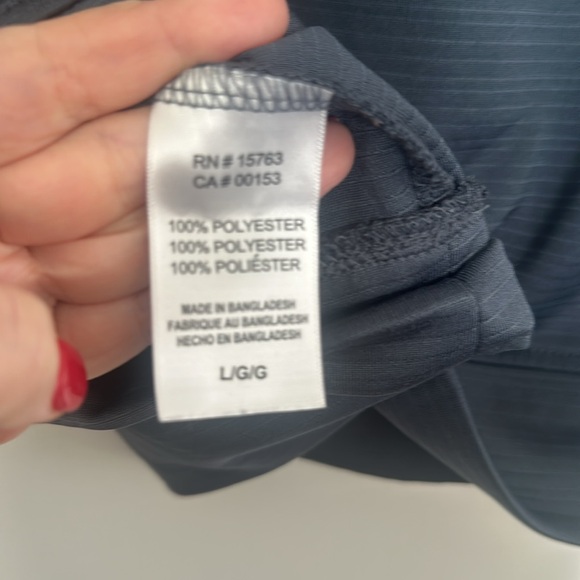 RN # 15763
CA # 00153
100% POLYESTER
100% POLYESTER
100% POLIÉSTER
MADE IN BANGLADESH
FABRIQUE AU BANGLADESH
HECHO EN BANGLADESH
L/G/G